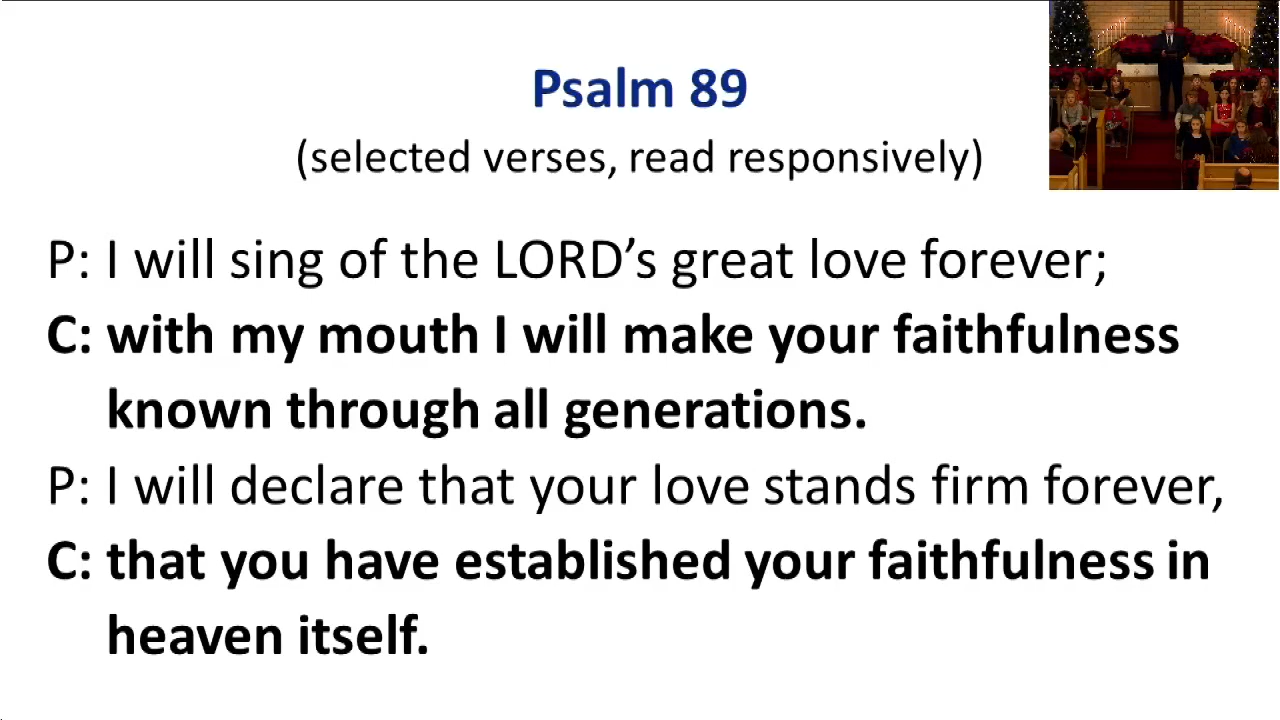 Psalm 89
(selected verses, read responsively)
P: I will sing of the LORD’s great love forever;
C: with my mouth I will make your faithfulness
known through all generations.
P: I will declare that your love stands firm forever,
C: that you have established your faithfulness in
heaven itself.